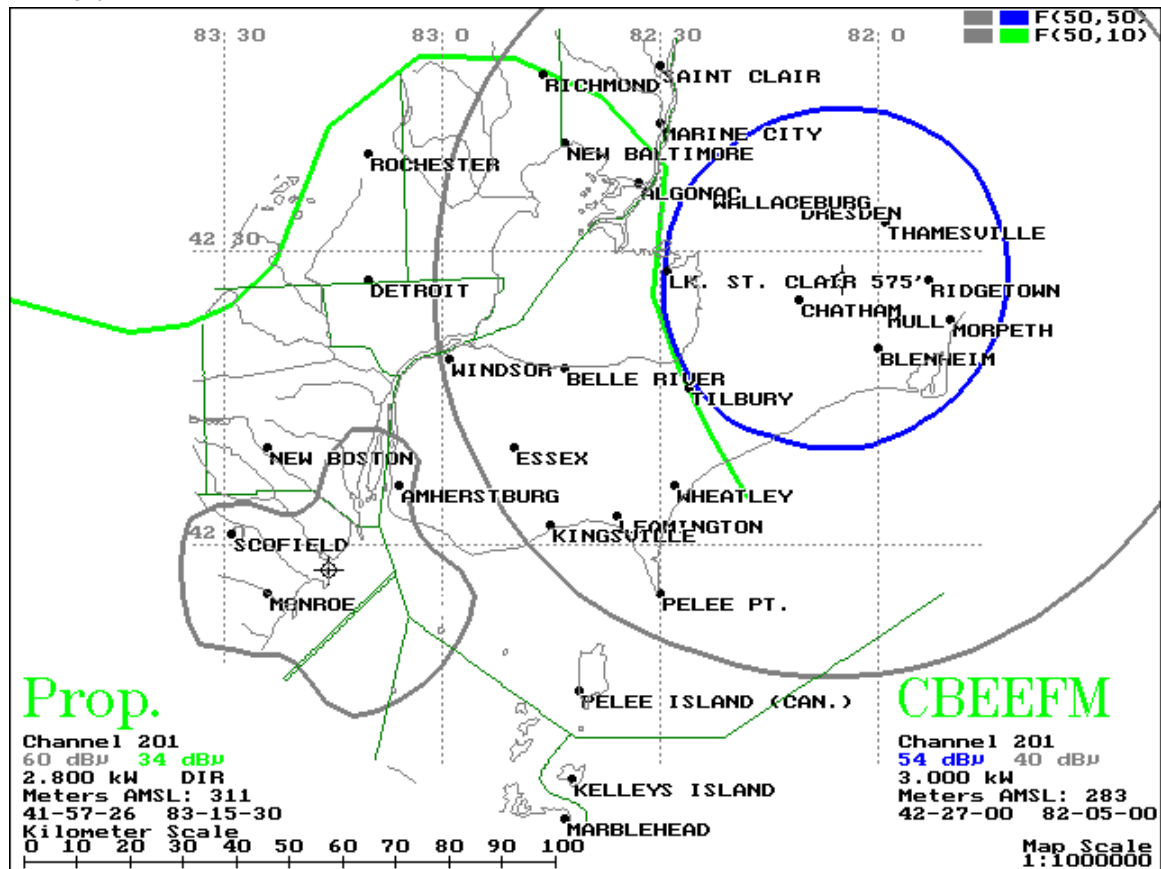 83 30 83 0 82 30 82 0
F(50,50)
F(50,10)
SAINT CLAIR
RICHMOND
MARINE CITY
NEW BALTIMORE
ROCHESTER
ALGONAC
WALLACEBURG
DRESDEN
THAMESVILLE
42 30
LK. ST. CLAIR 575'
RIDGETOWN
DETROIT
CHATHAM
MULL
MORPETH
BLENHEIM
WINDSOR
BELLE RIVER
TILBURY
NEW BOSTON
ESSEX
AMHERSTBURG
WHEATLEY
LEAMINGTON
KINGSVILLE
42 0
SCOFIELD
MONROE
PELEE PT.
PELEE ISLAND (CAN.)
KELLEYS ISLAND
MARBLEHEAD
Prop.
Channel 201
60 dBµ 34 dBµ
2.800 kW DIR
Meters AMSL: 311
41-57-26 83-15-30
Kilometer Scale
0 10 20 30 40 50 60 70 80 90 100
CBEEFM
Channel 201
54 dBµ 40 dBµ
3.000 kW
Meters AMSL: 283
42-27-00 82-05-00
Map Scale
1:1000000